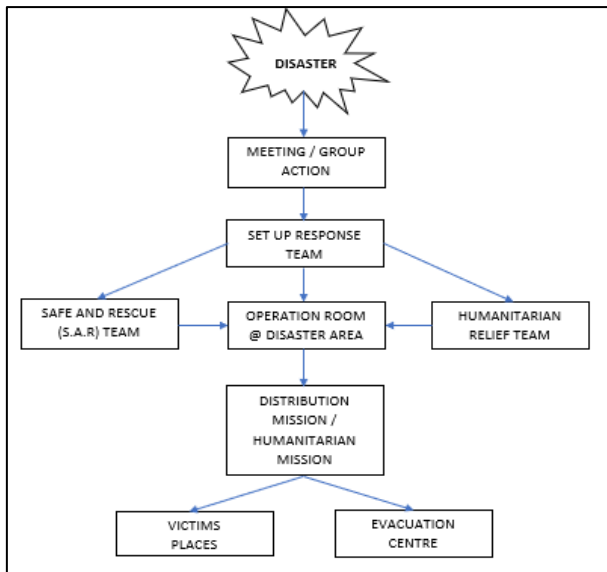 DISASTER
MEETING / GROUP
ACTION
SET UP RESPONSE
TEAM
SAFE AND RESCUE
(S.A.R) TEAM
OPERATION ROOM
@ DISASTER AREA
HUMANITARIAN
RELIEF TEAM
DISTRIBUTION
MISSION /
HUMANITARIAN
MISSION
VICTIMS
PLACES
EVACUATION
CENTRE